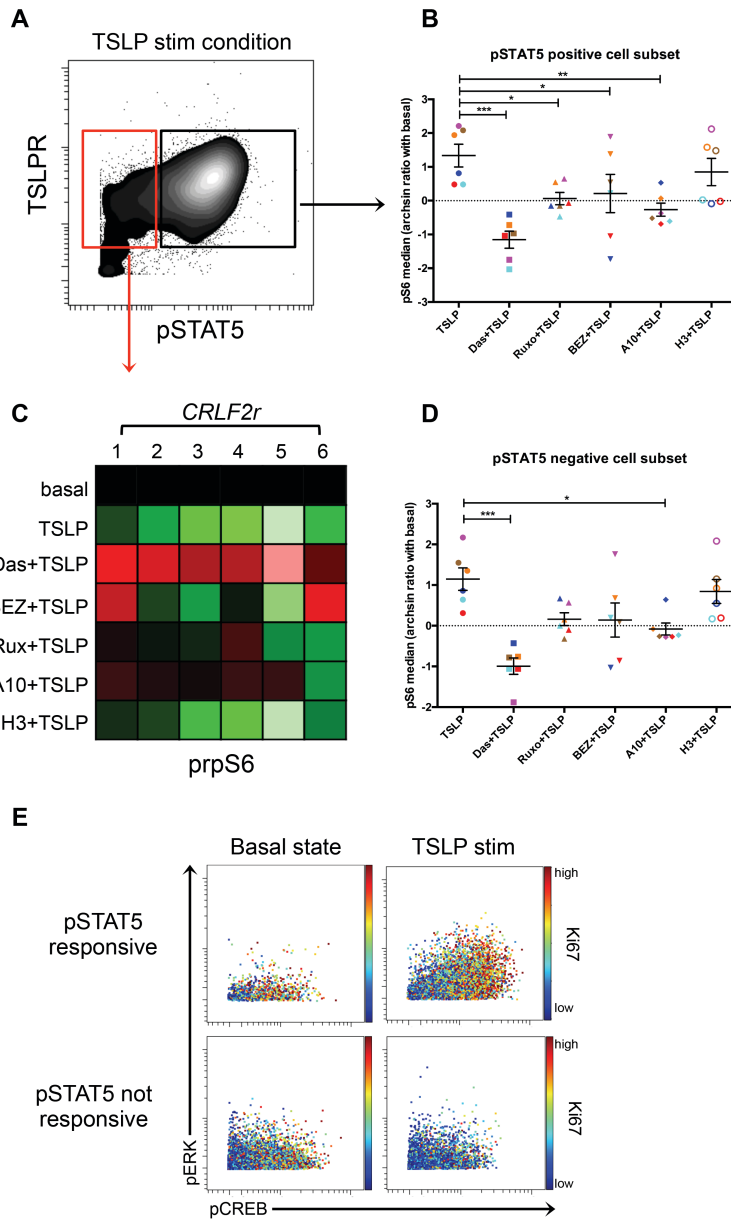 A
TSLP stim condition
TSLPR
pSTAT5
B
pSTAT5 positive cell subset
**
*
*
***
pS6 median (archsin ratio with basal)
3
2
1
0
-1
-2
-3
TSLP
Das+TSLP
Ruxo+TSLP
BEZ+TSLP
A10+TSLP
H3+TSLP
C
CRLF2r
1 2 3 4 5 6
basal
TSLP
Das+TSLP
BEZ+TSLP
Rux+TSLP
A10+TSLP
H3+TSLP
prpS6
D
pSTAT5 negative cell subset
*
***
pS6 median (archsin ratio with basal)
3
2
1
0
-1
-2
TSLP
Das+TSLP
Ruxo+TSLP
BEZ+TSLP
A10+TSLP
H3+TSLP
E
Basal state TSLP stim
pSTAT5
responsive
high
Ki67
low
pSTAT5 not
responsive
high
Ki67
low
pERK
pCREB